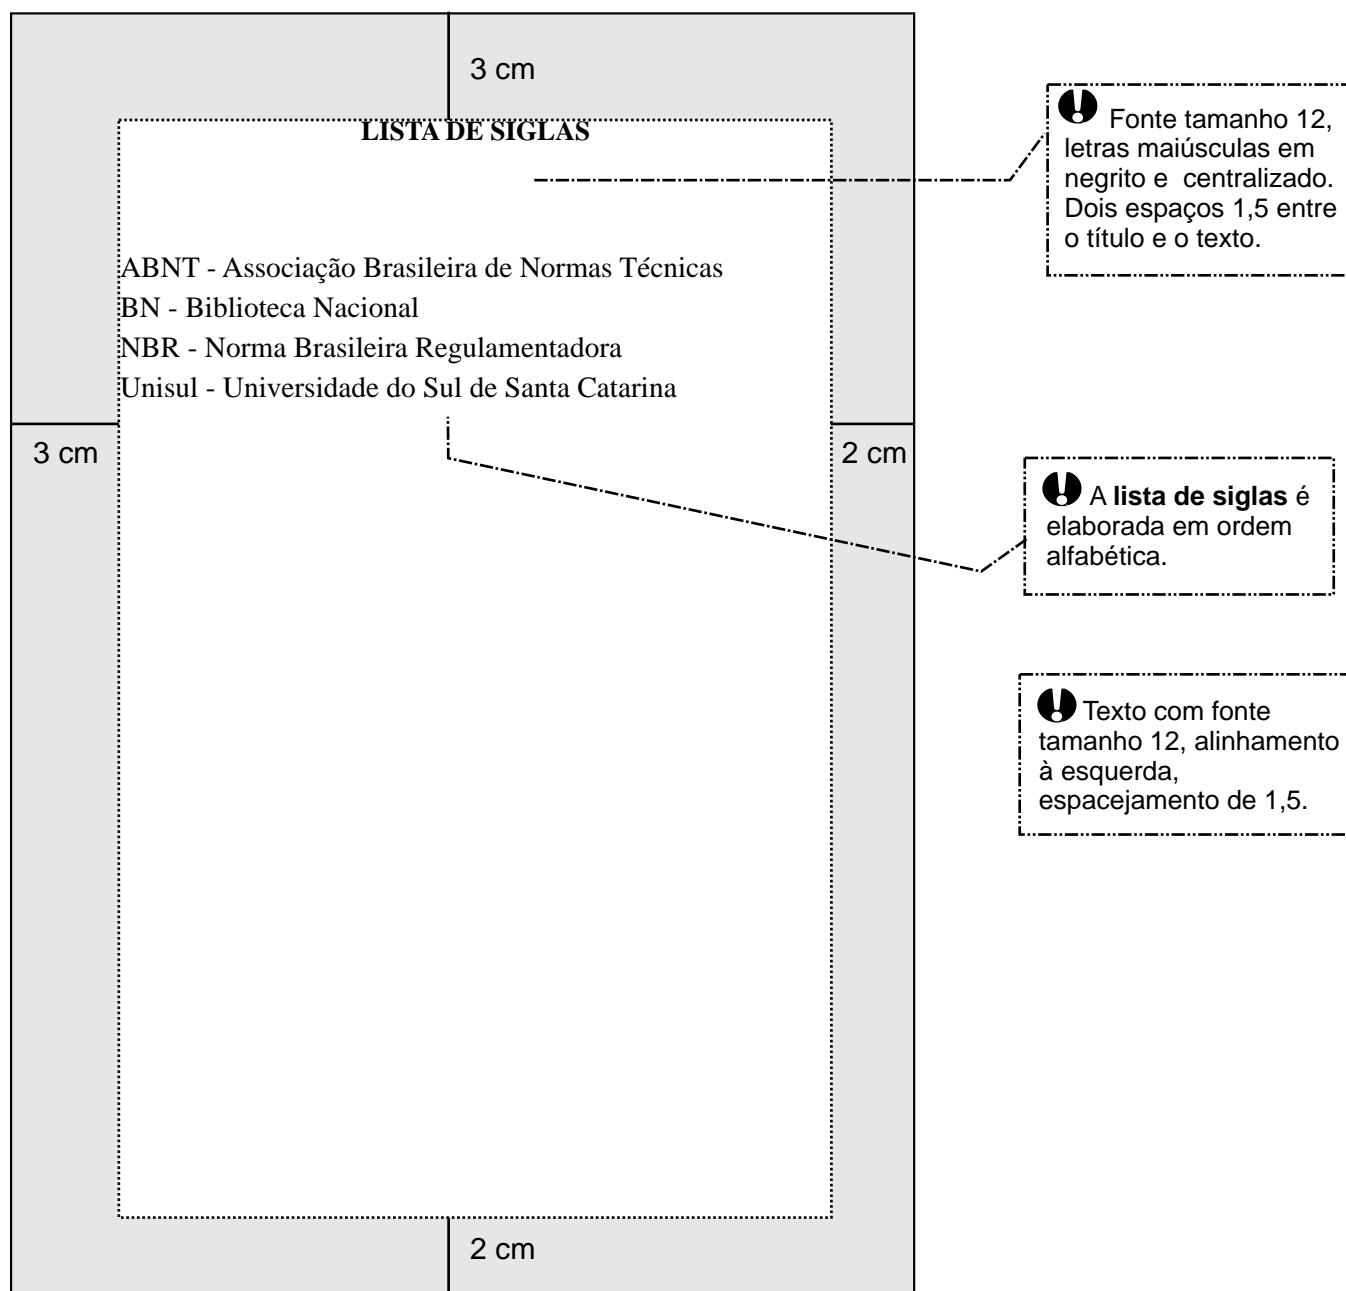 3 cm
LISTA DE SIGLAS
ABNT - Associação Brasileira de Normas Técnicas
BN - Biblioteca Nacional
NBR - Norma Brasileira Regulamentadora
Unisul - Universidade do Sul de Santa Catarina
3 cm
2 cm
2 cm
Fonte tamanho 12,
letras maiúsculas em
negrito e centralizado.
Dois espaços 1,5 entre
o título e o texto.
A lista de siglas é
elaborada em ordem
alfabética.
Texto com fonte
tamanho 12, alinhamento
à esquerda,
espacejamento de 1,5.